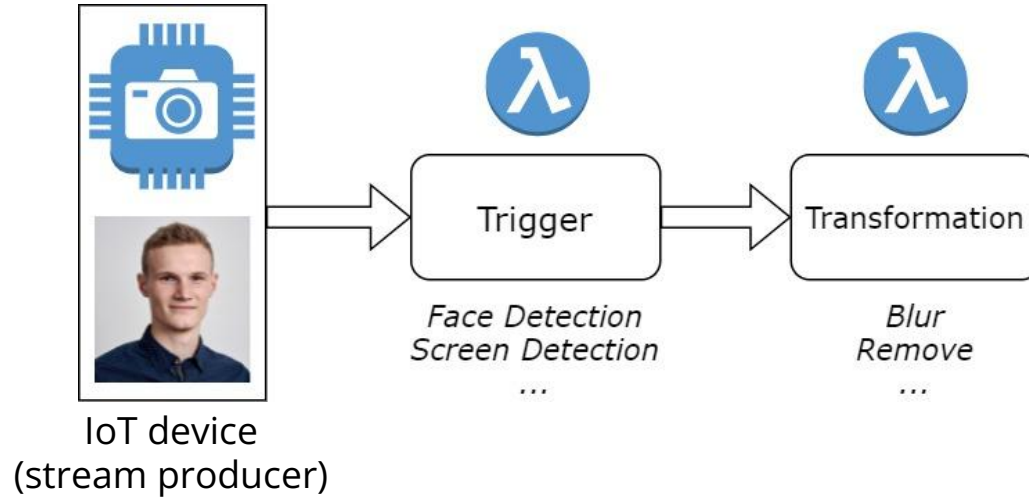 λ
λ
Trigger
Transformation
Face Detection
Screen Detection
...
Blur
Remove
...
IoT device
(stream producer)